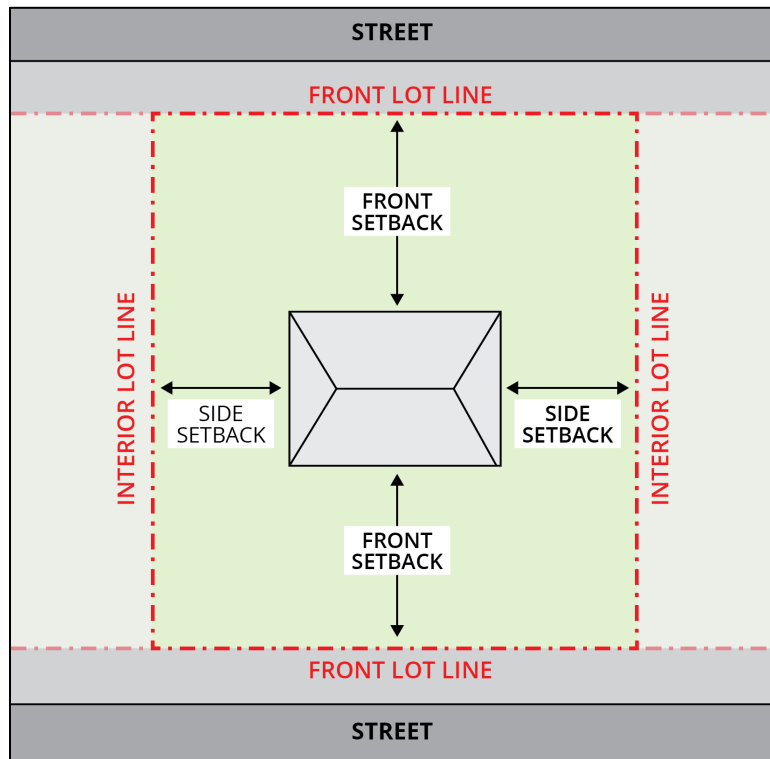 STREET
FRONT LOT LINE
FRONT
SETBACK
INTERIOR LOT LINE
SIDE
SETBACK
SIDE
SETBACK
INTERIOR LOT LINE
FRONT
SETBACK
FRONT LOT LINE
STREET